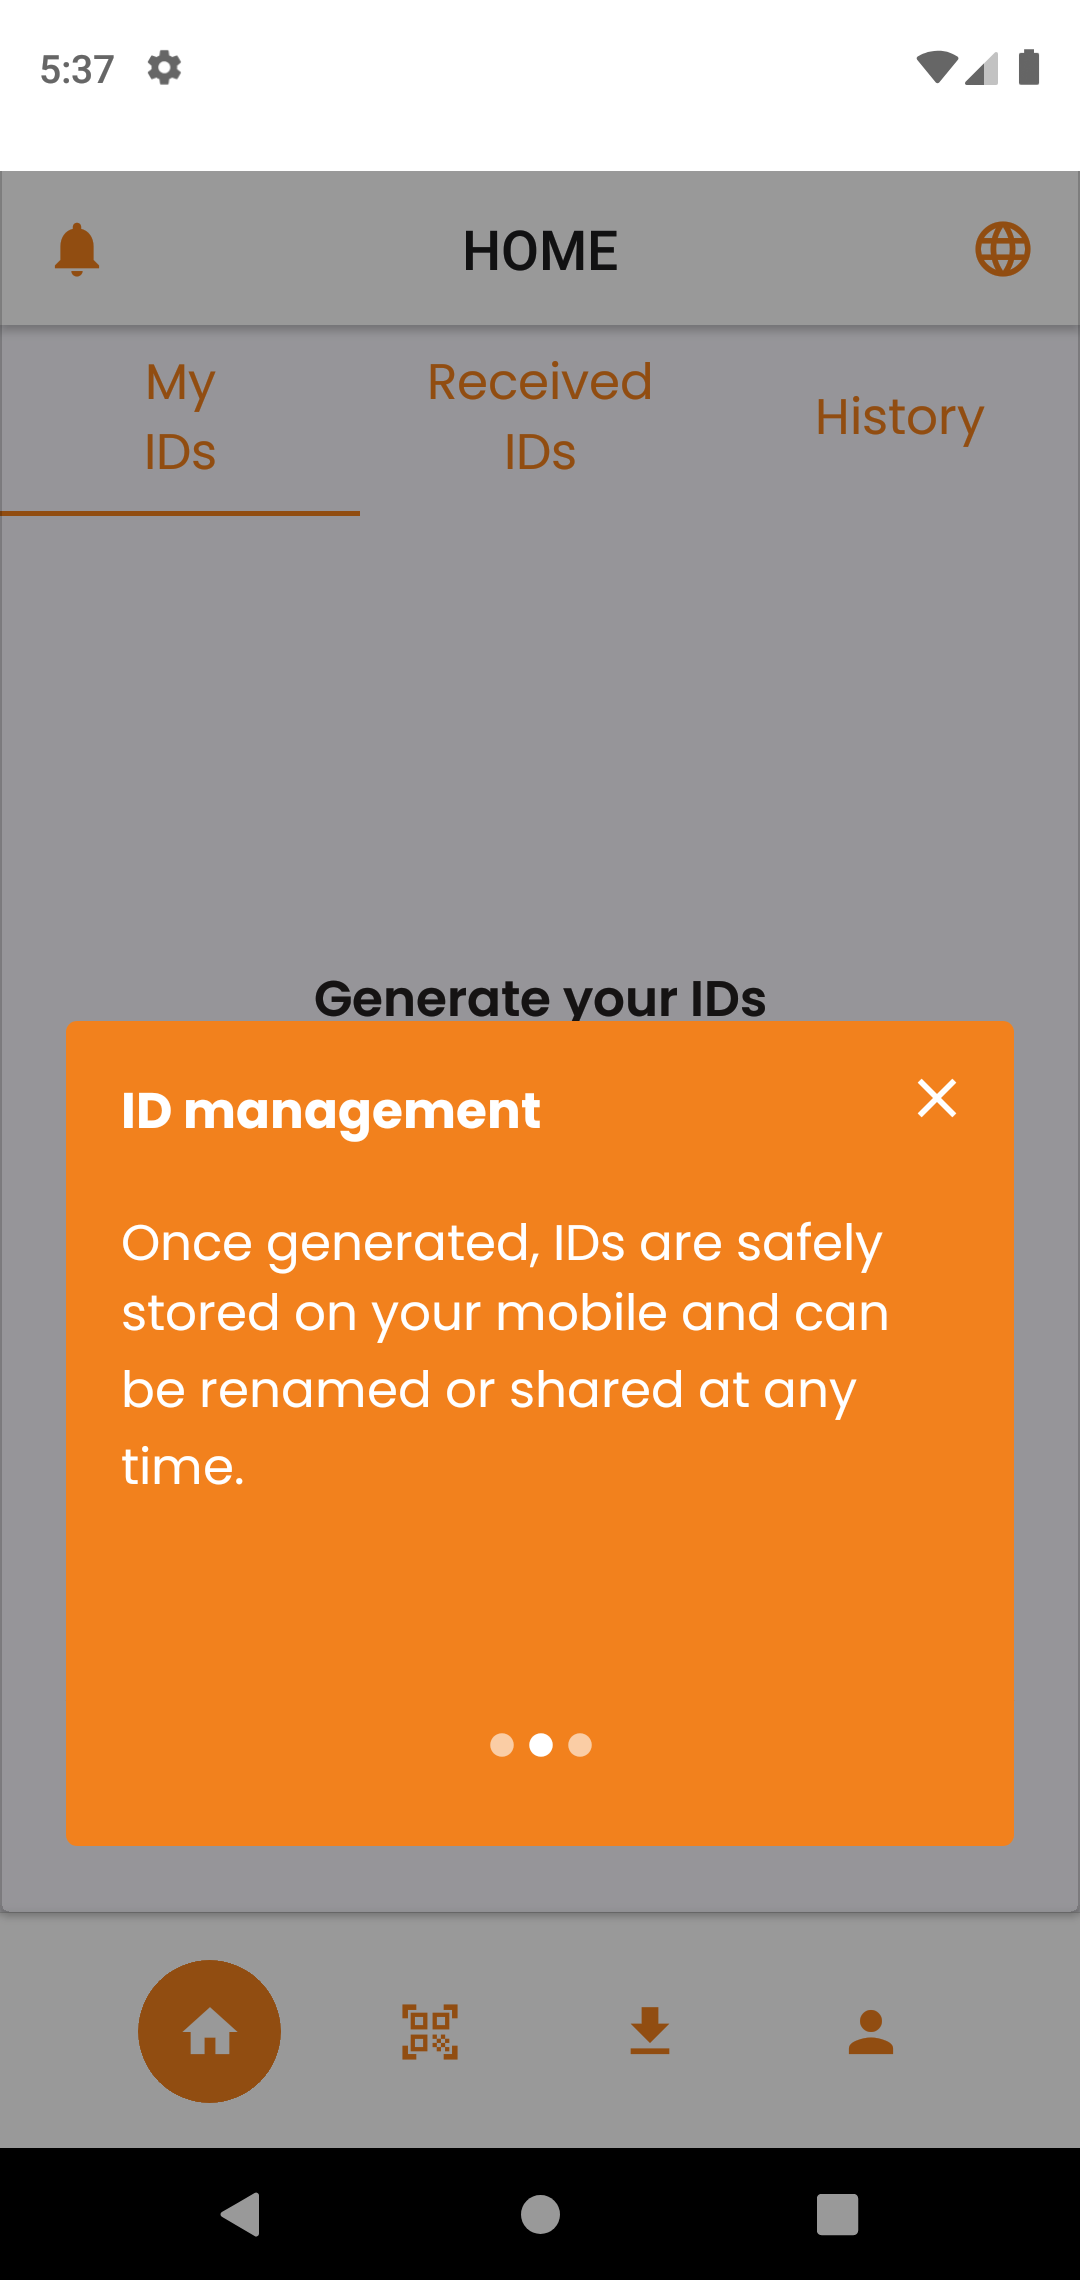 5:37
HOME
My
IDs
Received
IDs
History
Generate your IDs
ID management
Once generated, IDs are safely
stored on your mobile and can
be renamed or shared at any
time.